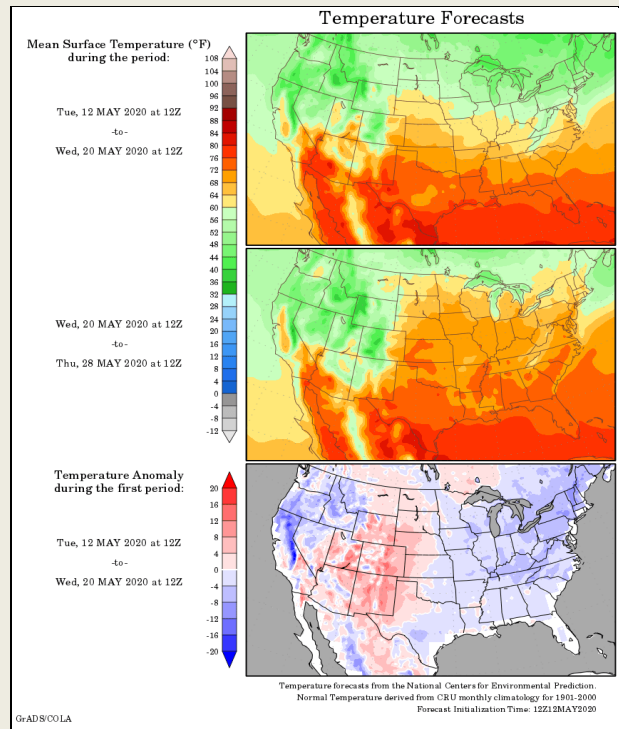 Temperature Forecasts
Mean Surface Temperature (°F)
during the period:
108
104
100
96
92
88
84
80
76
72
68
64
60
56
52
48
44
40
36
32
28
24
20
16
12
8
4
0
-4
-8
-12
Tue, 12 MAY 2020 at 12Z
-to-
Wed, 20 MAY 2020 at 12Z
Wed, 20 MAY 2020 at 12Z
-to-
Thu, 28 MAY 2020 at 12Z
Temperature Anomaly
during the first period:
20
16
12
8
4
0
-4
-8
-12
-16
-20
Tue, 12 MAY 2020 at 12Z
-to-
Wed, 20 MAY 2020 at 12Z
Temperature forecasts from the National Centers for Environmental Prediction.
Normal Temperature derived from CRU monthly climatology for 1901-2000
Forecast Initialization Time: 12Z12MAY2020
GrADS/COLA